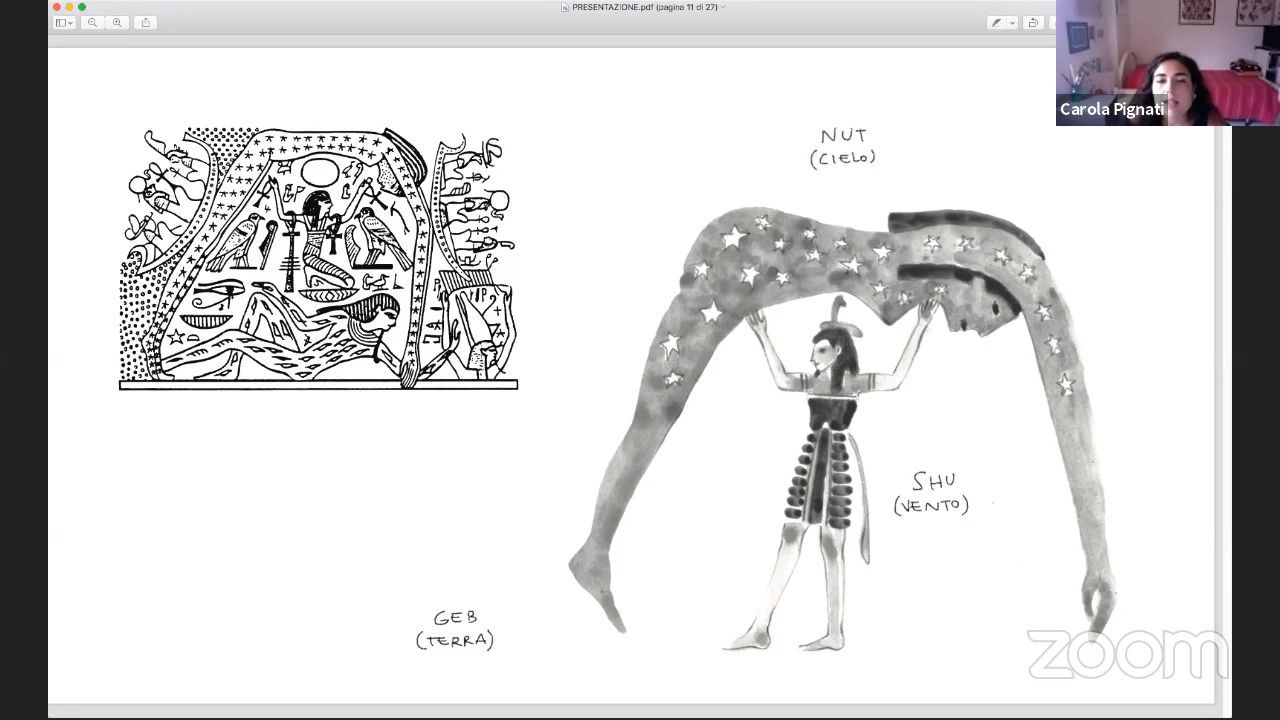 PRESENTAZIONE.pdf (pagina 11 di 27)
Carola Pignati
NUT
(CIELO)
SHU
(VENTO)
GEB
(TERRA)
zoom